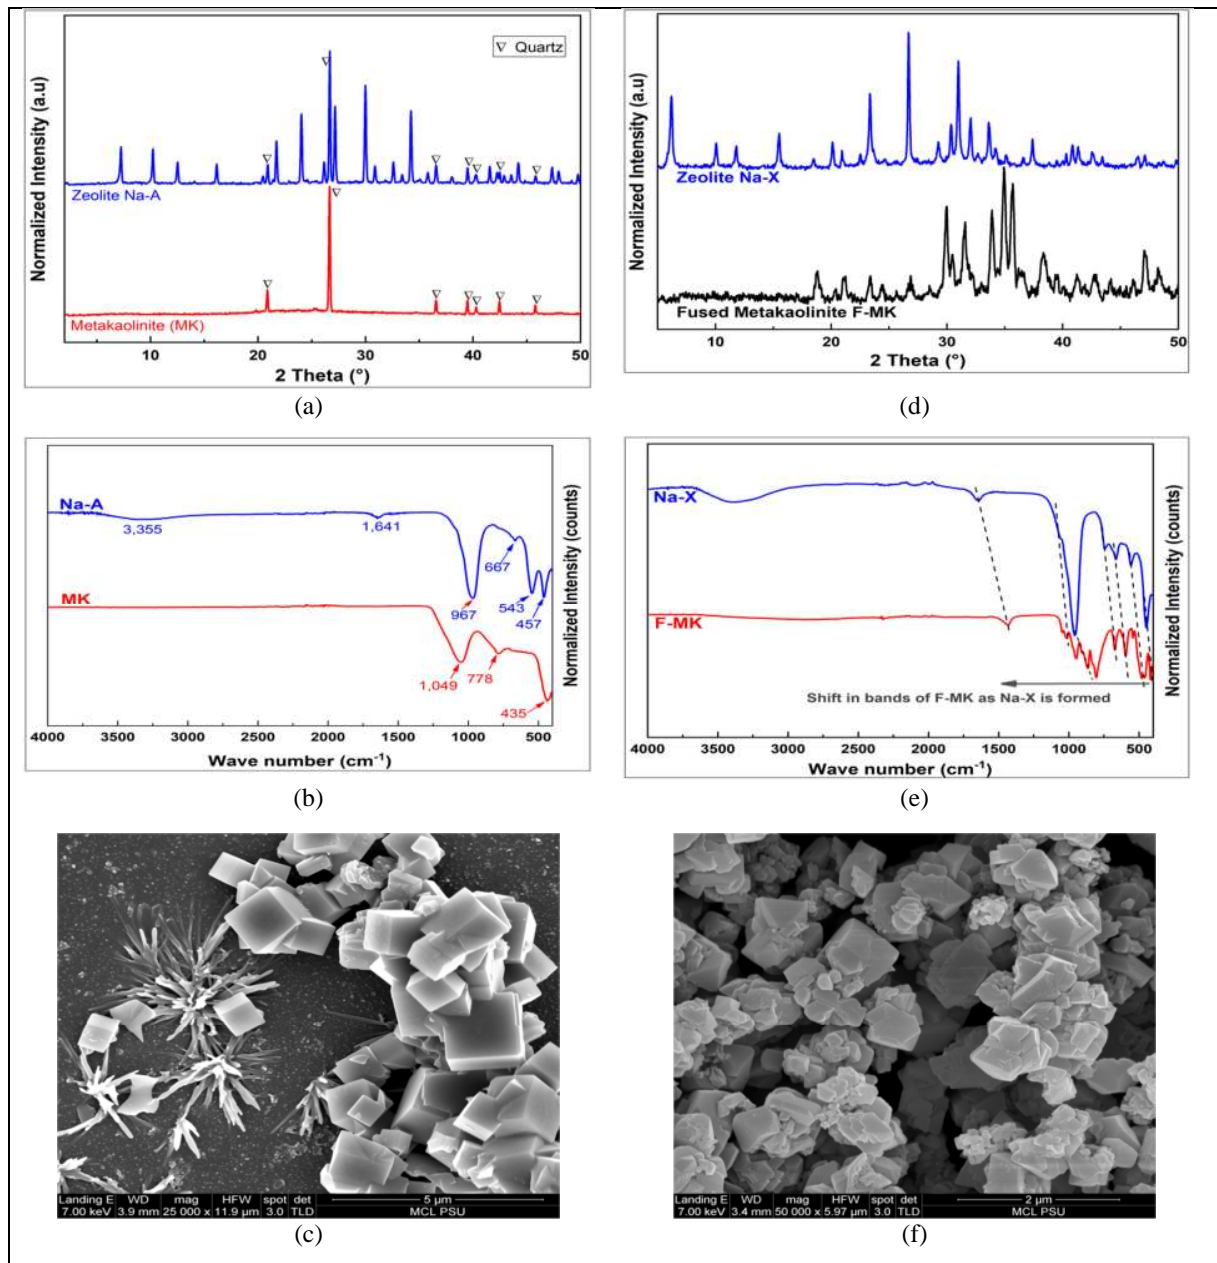 Normalized Intensity (a.u)
▽ Quartz
Zeolite Na-A
Metakaolinite (MK)
10 20 30 40 50
2 Theta (°)
(a)
Normalized Intensity (a.u)
Zeolite Na-X
Fused Metakaolinite F-MK
10 20 30 40 50
2 Theta (°)
(d)
Na-A
3,355
1,641
967
667
543
457
MK
1,049
778
435
4000 3500 3000 2500 2000 1500 1000 500
Wave number (cm⁻¹)
Normalized Intensity (counts)
(b)
Na-X
F-MK
Shift in bands of F-MK as Na-X is formed
4000 3500 3000 2500 2000 1500 1000 500
Wave number (cm⁻¹)
Normalized Intensity (counts)
(e)
Landing E WD mag HFW spot det 5 µm
7.00 keV 3.9 mm 25 000 x 11.9 µm 3.0 TLD MCL PSU
(c)
Landing E WD mag HFW spot det 2 µm
7.00 keV 3.4 mm 50 000 x 5.97 µm 3.0 TLD MCL PSU
(f)